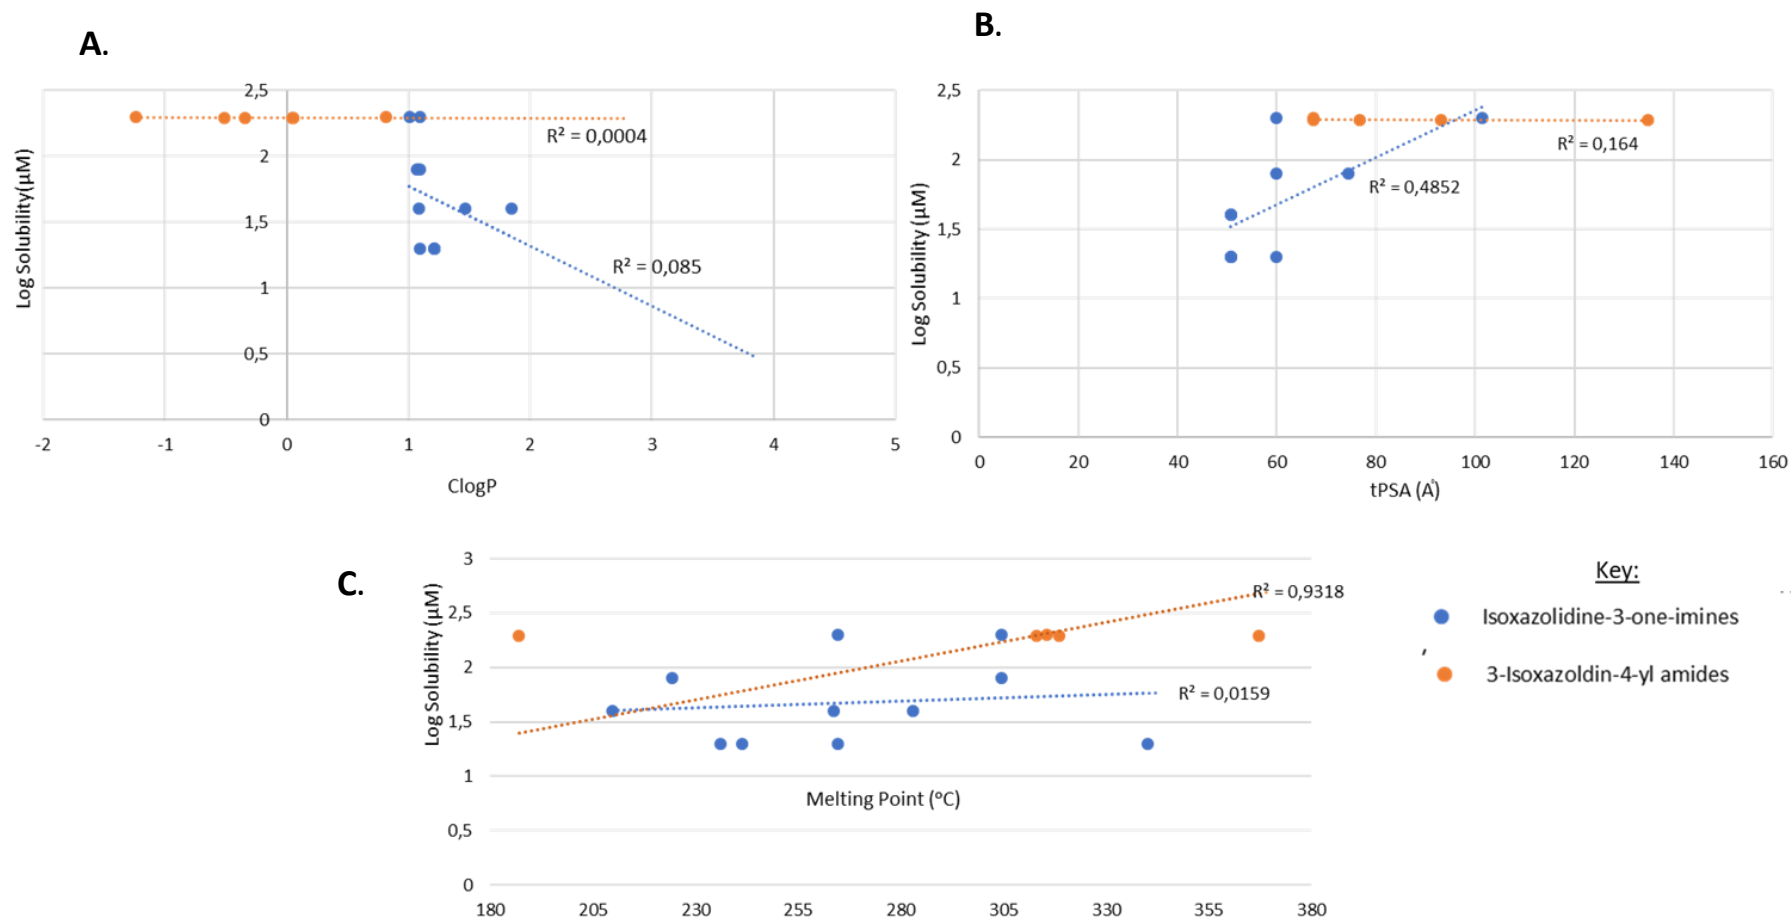 A.
2,5
2
1,5
1
0,5
0
-2 -1 0 1 2 3 4 5
Log Solubility(µM)
ClogP
R² = 0,0004
R² = 0,085
B.
2,5
2
1,5
1
0,5
0
0 20 40 60 80 100 120 140 160
Log Solubility (µM)
tPSA (Å)
R² = 0,164
R² = 0,4852
C.
3
2,5
2
1,5
1
0,5
0
180 205 230 255 280 305 330 355 380
Log Solubility (µM)
Melting Point (°C)
R² = 0,9318
R² = 0,0159
Key:
Isoxazolidine-3-one-imines
,
3-Isoxazoldin-4-yl amides